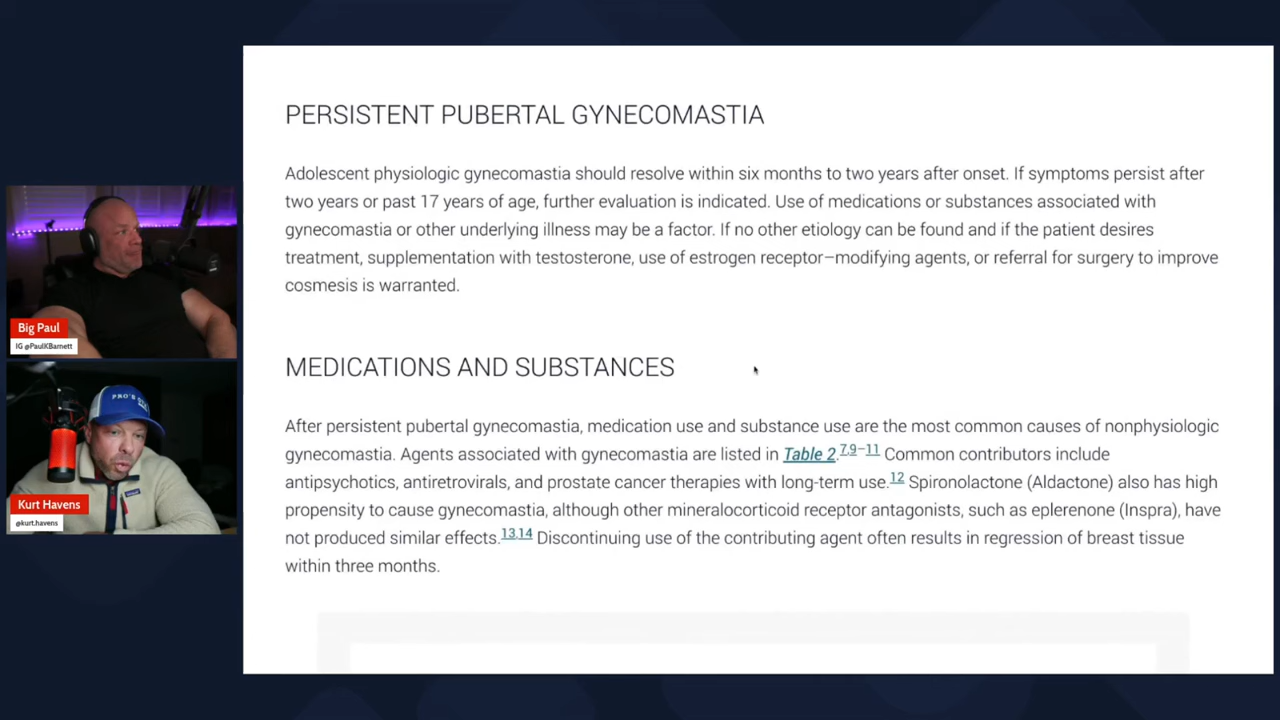 PERSISTENT PUBERTAL GYNECOMASTIA
Adolescent physiologic gynecomastia should resolve within six months to two years after onset. If symptoms persist after
two years or past 17 years of age, further evaluation is indicated. Use of medications or substances associated with
gynecomastia or other underlying illness may be a factor. If no other etiology can be found and if the patient desires
treatment, supplementation with testosterone, use of estrogen receptor–modifying agents, or referral for surgery to improve
cosmesis is warranted.
MEDICATIONS AND SUBSTANCES
After persistent pubertal gynecomastia, medication use and substance use are the most common causes of nonphysiologic
gynecomastia. Agents associated with gynecomastia are listed in Table 2.7,9–11 Common contributors include
antipsychotics, antiretrovirals, and prostate cancer therapies with long-term use.12 Spironolactone (Aldactone) also has high
propensity to cause gynecomastia, although other mineralocorticoid receptor antagonists, such as eplerenone (Inspra), have
not produced similar effects.13,14 Discontinuing use of the contributing agent often results in regression of breast tissue
within three months.
Big Paul
IG @PaulKBarnett
Kurt Havens
@kurt.havens